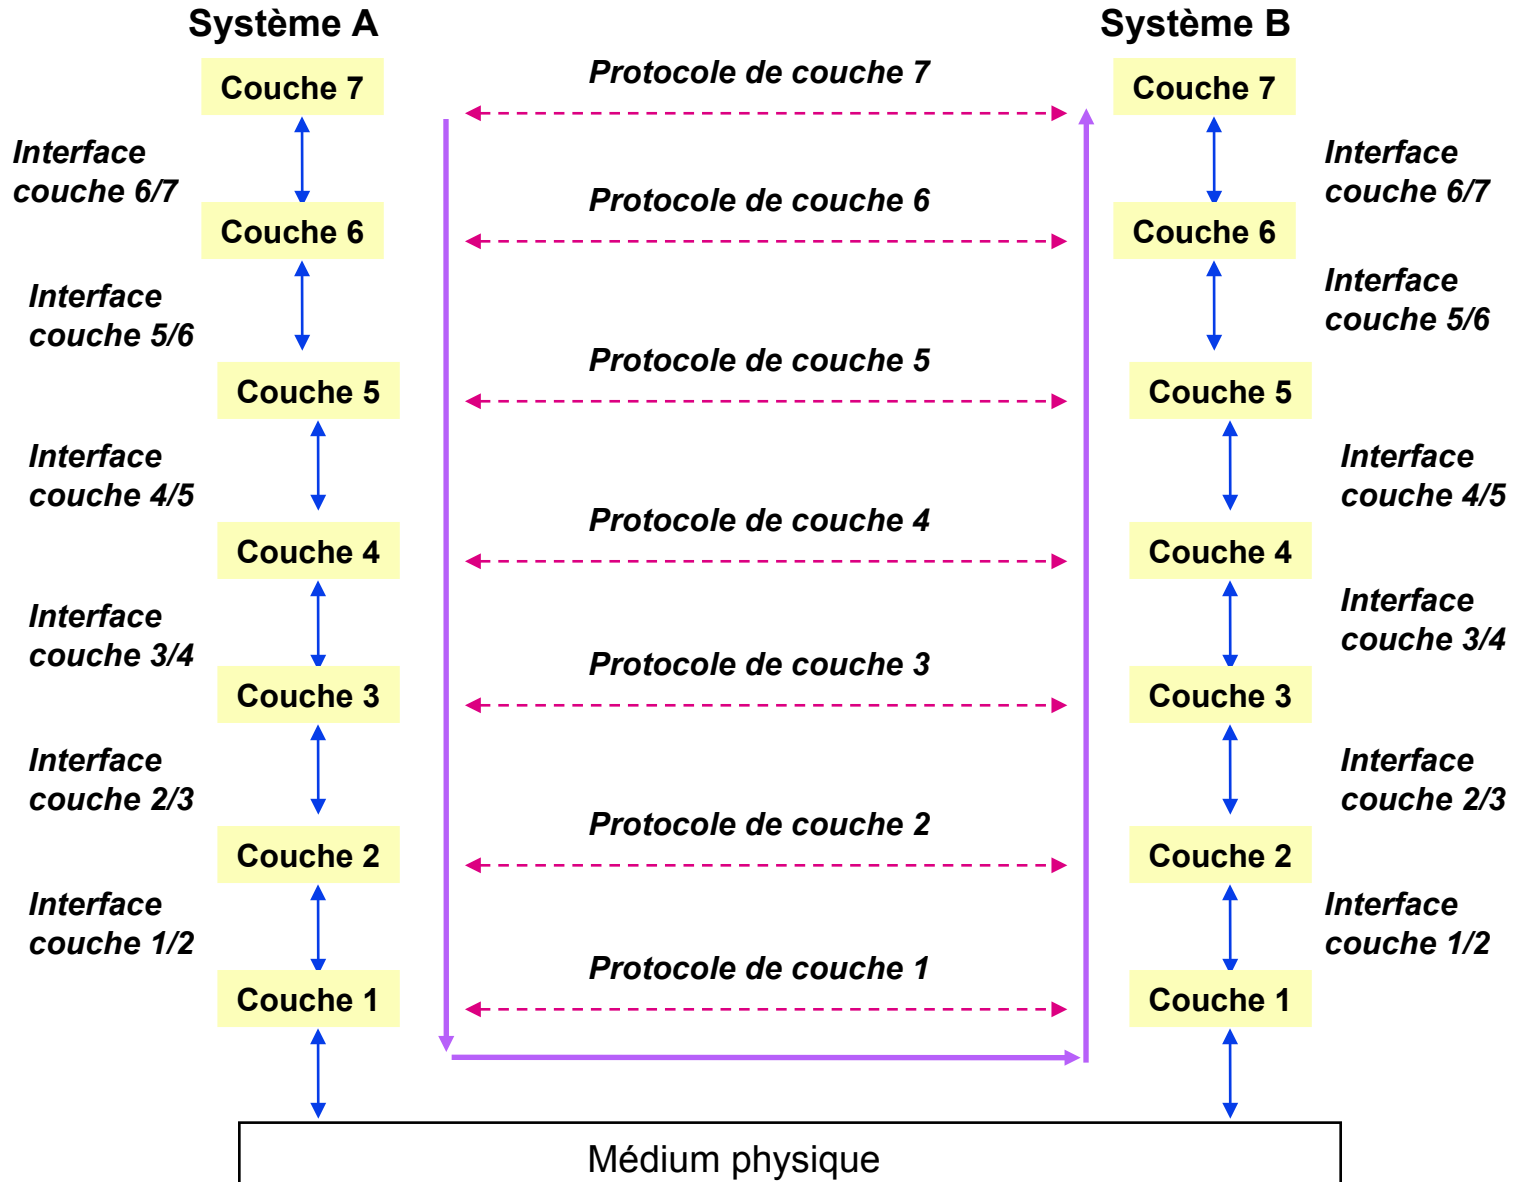 Système A
Système B
Couche 7
Protocole de couche 7
Couche 7
Interface
couche 6/7
Interface
couche 6/7
Couche 6
Protocole de couche 6
Couche 6
Interface
couche 5/6
Interface
couche 5/6
Couche 5
Protocole de couche 5
Couche 5
Interface
couche 4/5
Interface
couche 4/5
Couche 4
Protocole de couche 4
Couche 4
Interface
couche 3/4
Interface
couche 3/4
Couche 3
Protocole de couche 3
Couche 3
Interface
couche 2/3
Interface
couche 2/3
Couche 2
Protocole de couche 2
Couche 2
Interface
couche 1/2
Interface
couche 1/2
Couche 1
Protocole de couche 1
Couche 1
Médium physique